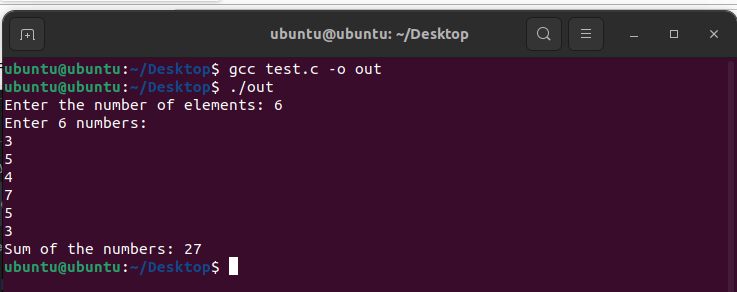 ubuntu@ubuntu: ~/Desktop
ubuntu@ubuntu:~/Desktop$ gcc test.c -o out
ubuntu@ubuntu:~/Desktop$ ./out
Enter the number of elements: 6
Enter 6 numbers:
3
5
4
7
5
3
Sum of the numbers: 27
ubuntu@ubuntu:~/Desktop$